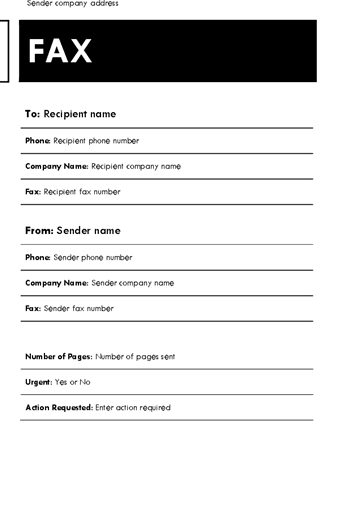 Sender company address
FAX
To: Recipient name
Phone: Recipient phone number
Company Name: Recipient company name
Fax: Recipient fax number
From: Sender name
Phone: Sender phone number
Company Name: Sender company name
Fax: Sender fax number
Number of Pages: Number of pages sent
Urgent: Yes or No
Action Requested: Enter action required